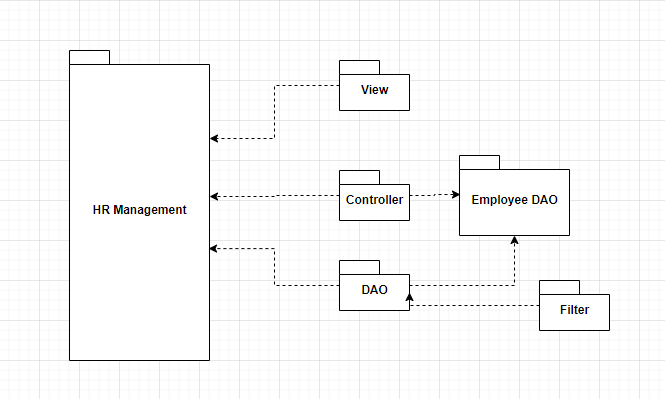 View
HR Management
Controller
Employee DAO
DAO
Filter